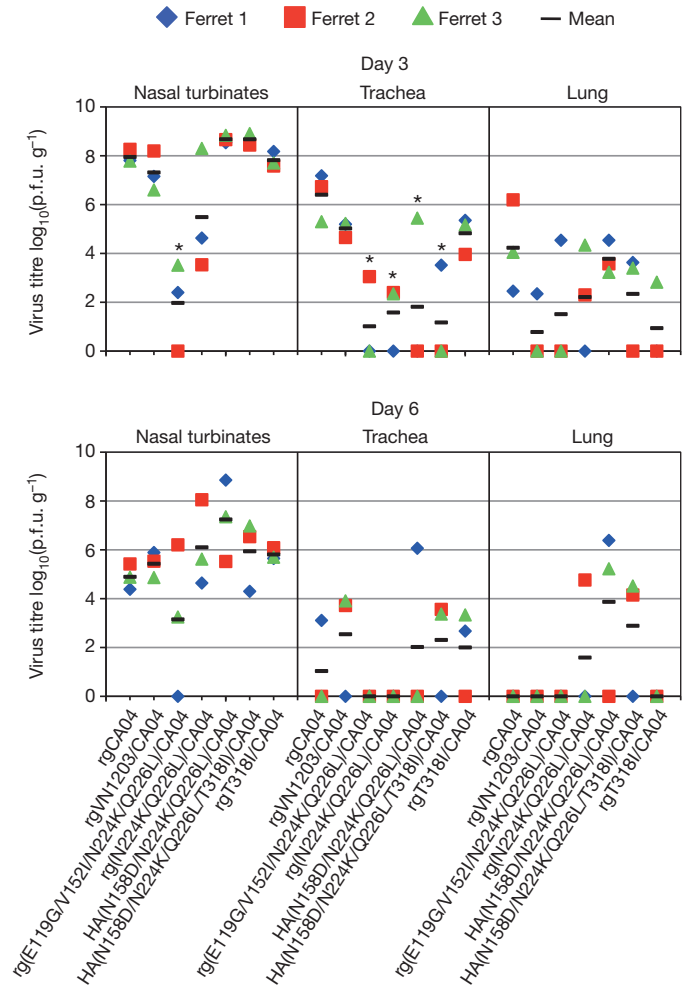 Ferret 1 Ferret 2 Ferret 3 Mean
Day 3
Nasal turbinates Trachea Lung
Virus titre log10(p.f.u. g−1)
10
8
6
4
2
0
* * * * *
Day 6
Nasal turbinates Trachea Lung
Virus titre log10(p.f.u. g−1)
10
8
6
4
2
0
rgCA04
rgVN1203/CA04
rg(E119G/V152I/N224K/Q226L)/CA04
rg(N224K/Q226L)/CA04
HA(N158D/N224K/Q226L)/CA04
HA(N158D/N224K/Q226L/T318I)/CA04
rgT318I/CA04
rgCA04
rgVN1203/CA04
rg(E119G/V152I/N224K/Q226L)/CA04
rg(N224K/Q226L)/CA04
HA(N158D/N224K/Q226L)/CA04
HA(N158D/N224K/Q226L/T318I)/CA04
rgT318I/CA04
rgCA04
rgVN1203/CA04
rg(E119G/V152I/N224K/Q226L)/CA04
rg(N224K/Q226L)/CA04
HA(N158D/N224K/Q226L)/CA04
HA(N158D/N224K/Q226L/T318I)/CA04
rgT318I/CA04